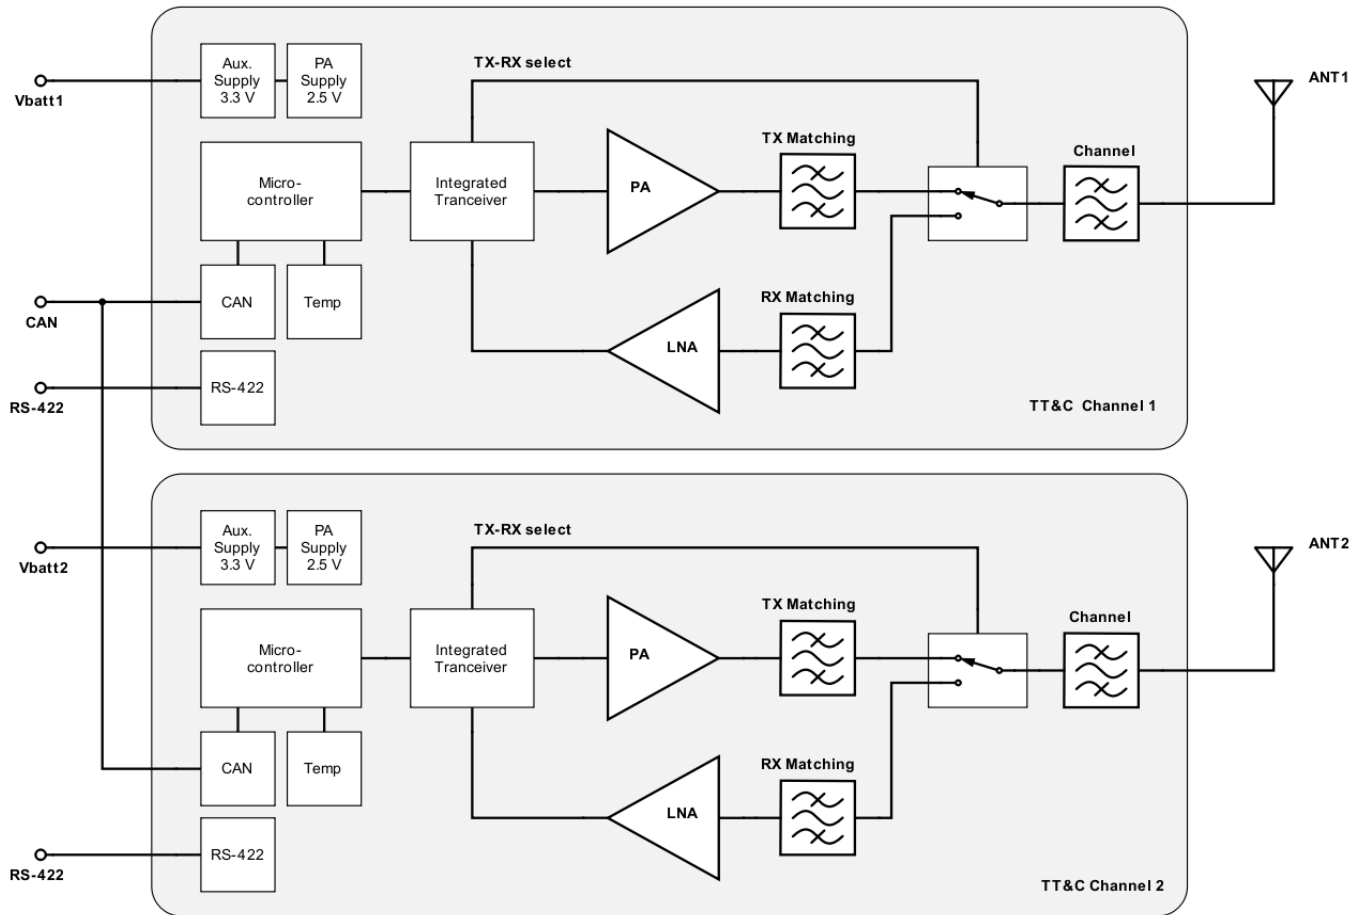 Aux.
Supply
3.3 V
PA
Supply
2.5 V
TX-RX select
ANT1
Vbatt1
TX Matching
Channel
Micro-
controller
Integrated
Tranceiver
PA
CAN
Temp
RX Matching
CAN
LNA
RS-422
RS-422
TT&C Channel 1
Aux.
Supply
3.3 V
PA
Supply
2.5 V
TX-RX select
ANT2
Vbatt2
TX Matching
Channel
Micro-
controller
Integrated
Tranceiver
PA
CAN
Temp
RX Matching
LNA
RS-422
RS-422
TT&C Channel 2